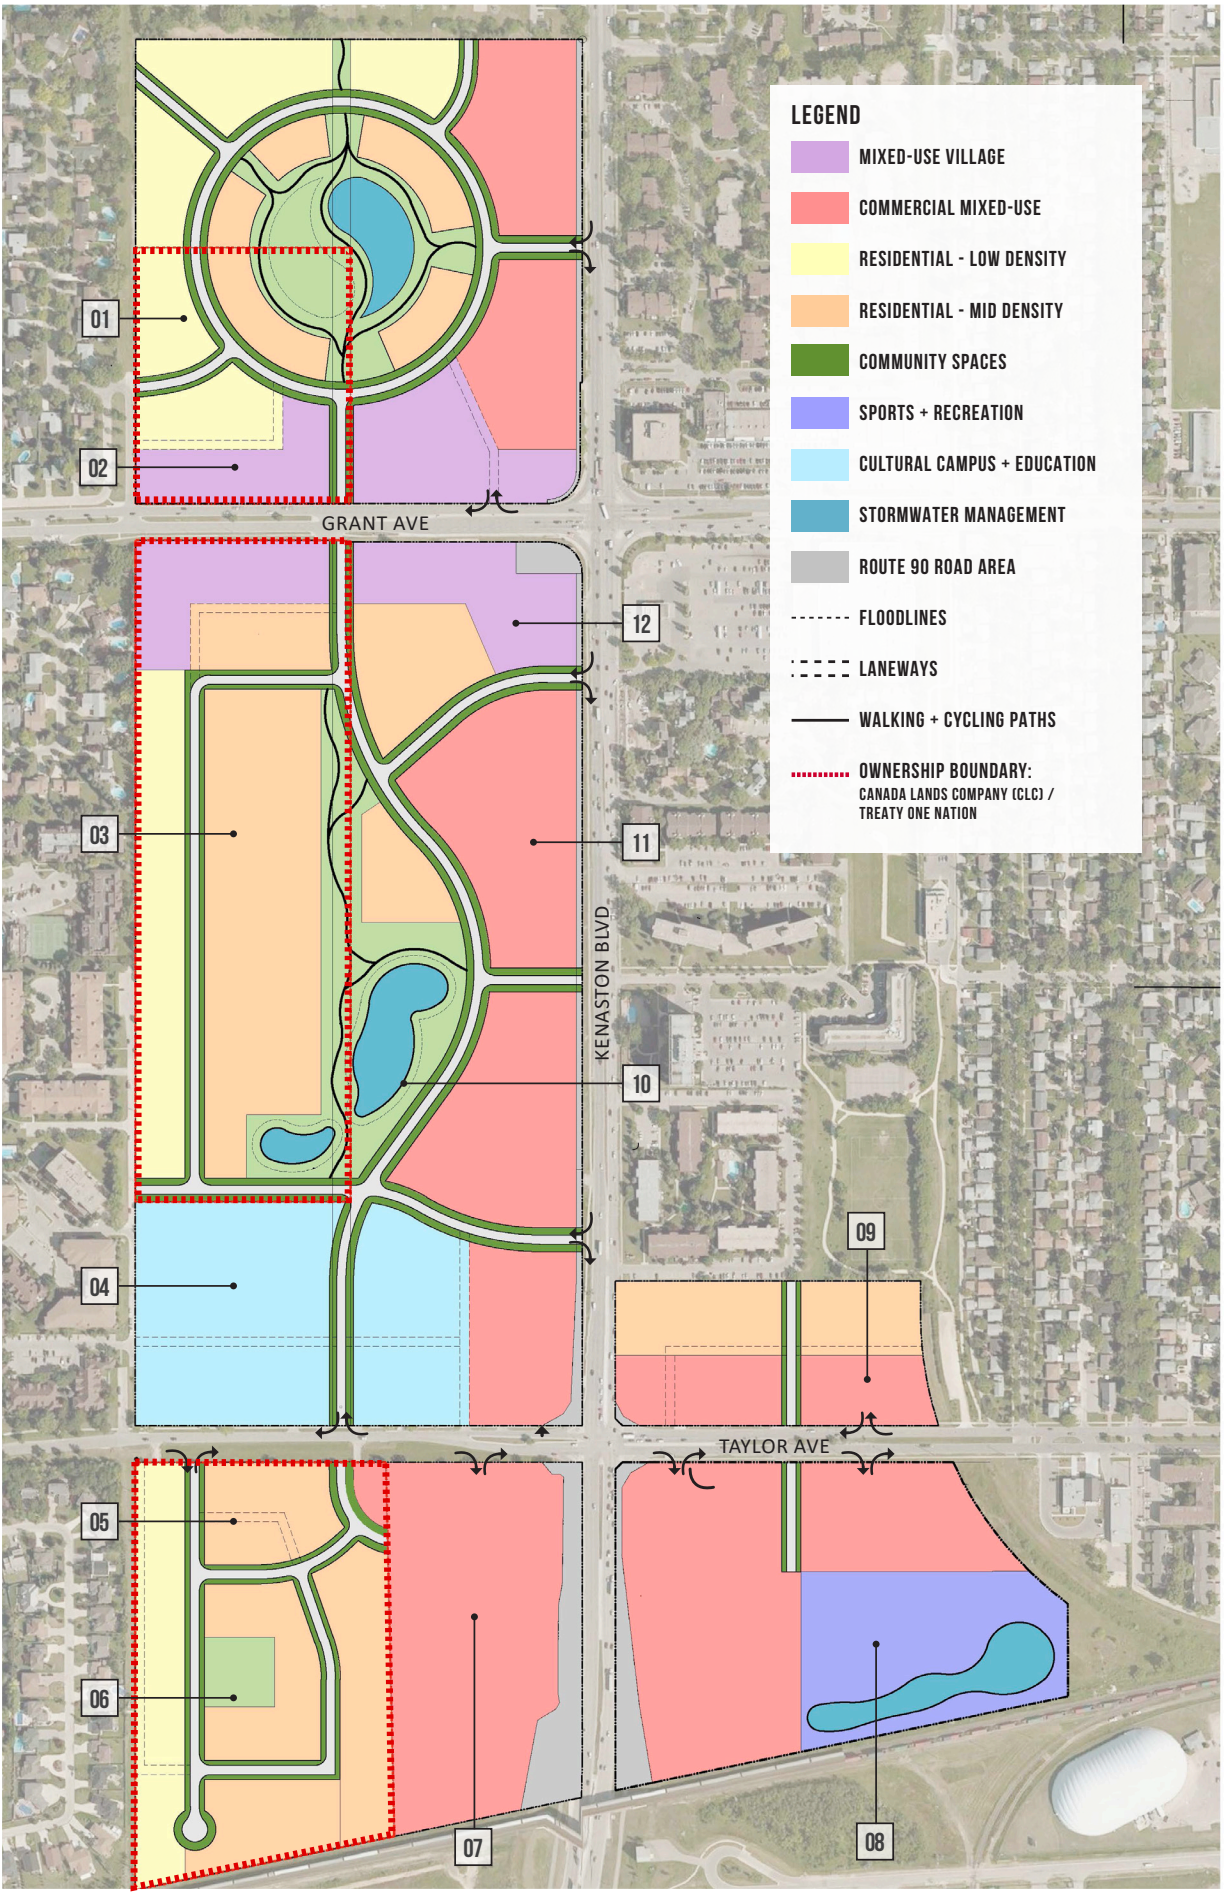 LEGEND
MIXED-USE VILLAGE
COMMERCIAL MIXED-USE
RESIDENTIAL - LOW DENSITY
RESIDENTIAL - MID DENSITY
COMMUNITY SPACES
SPORTS + RECREATION
CULTURAL CAMPUS + EDUCATION
STORMWATER MANAGEMENT
ROUTE 90 ROAD AREA
FLOODLINES
LANEWAYS
WALKING + CYCLING PATHS
OWNERSHIP BOUNDARY:
CANADA LANDS COMPANY (CLC) /
TREATY ONE NATION
01
02
GRANT AVE
12
03
11
KENASTON BLVD
10
09
04
TAYLOR AVE
05
06
07
08